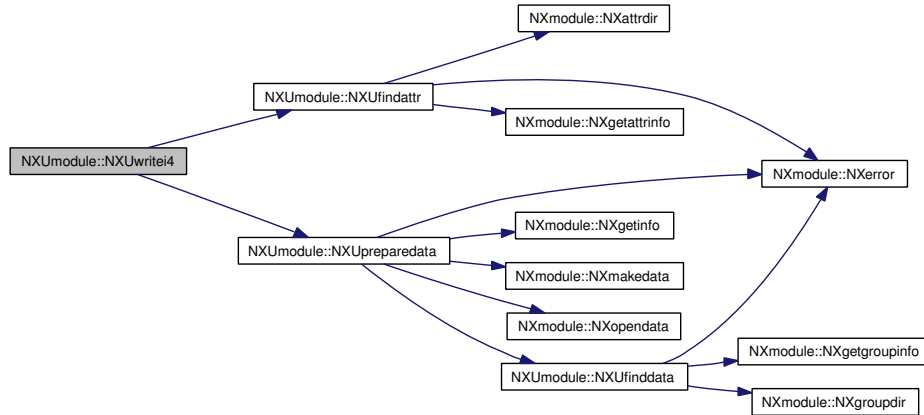 NXmodule::NXattrdir
NXUmodule::NXUfindattr
NXmodule::NXgetattrinfo
NXUmodule::NXUwritei4
NXmodule::NXerror
NXmodule::NXgetinfo
NXUmodule::NXUpreparedata
NXmodule::NXmakedata
NXmodule::NXopendata
NXmodule::NXgetgroupinfo
NXUmodule::NXUfinddata
NXmodule::NXgroupdir